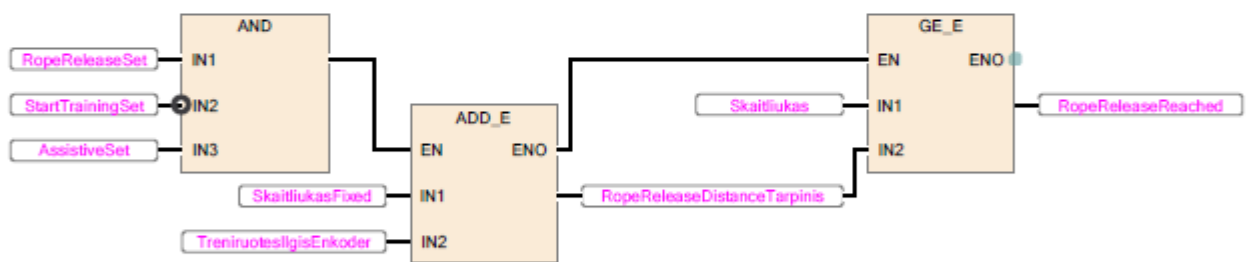 AND
GE_E
RopeReleaseSet
IN1
EN
ENO
StartTrainingSet
IN2
Skaitliukas
IN1
RopeReleaseReached
ADD_E
AssistiveSet
IN3
EN
ENO
IN2
SkaitliukasFixed
IN1
RopeReleaseDistanceTarpinis
TreniruotesIlgisEnkoder
IN2